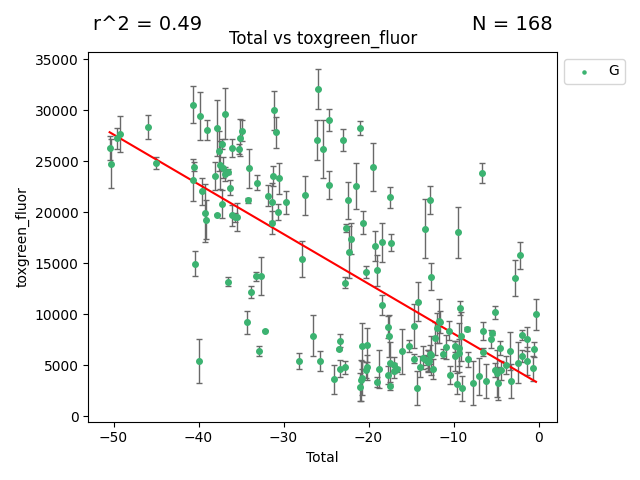 r^2 = 0.49
N = 168
Total vs toxgreen_fluor
35000
30000
25000
20000
15000
10000
5000
0
toxgreen_fluor
G
−50
−40
−30
−20
−10
0
Total